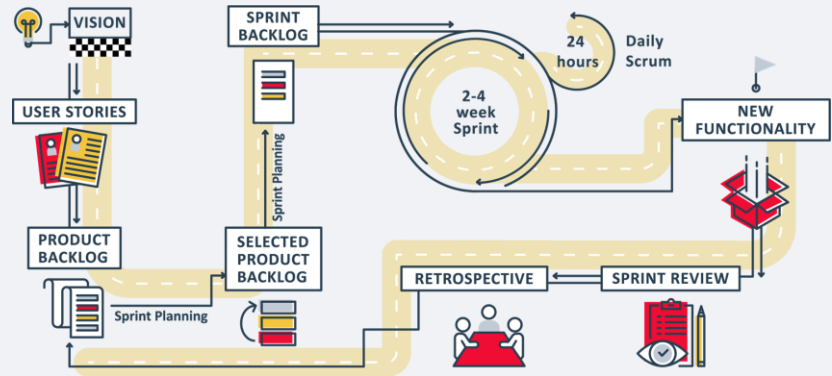 VISION
USER STORIES
PRODUCT
BACKLOG
Sprint Planning
SELECTED
PRODUCT
BACKLOG
Sprint Planning
SPRINT
BACKLOG
2-4
week
Sprint
24
hours
Daily
Scrum
NEW
FUNCTIONALITY
SPRINT REVIEW
RETROSPECTIVE